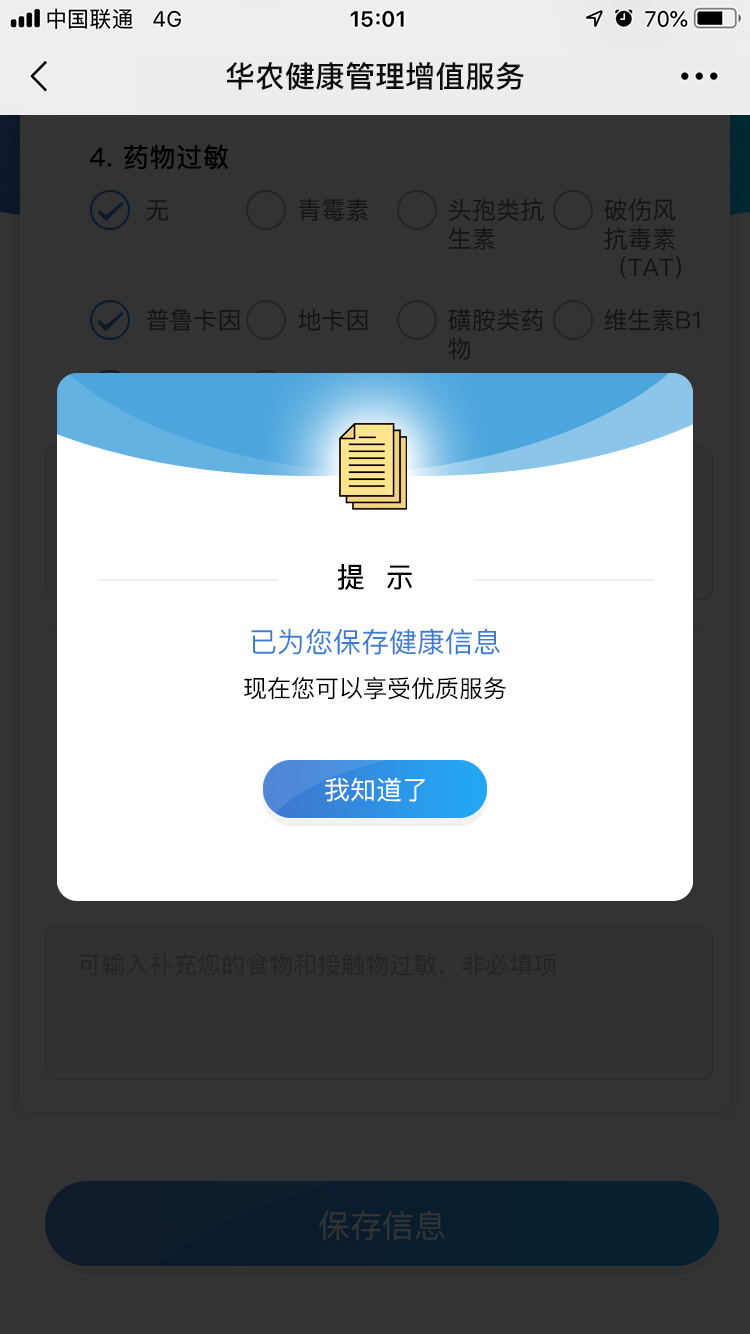 中国联通 4G 15:01 70%
华农健康管理增值服务
4. 药物过敏
无 青霉素 头孢类抗生素 破伤风抗毒素（TAT）
普鲁卡因 地卡因 磺胺类药物 维生素B1
提 示
已为您保存健康信息
现在您可以享受优质服务
我知道了
可输入补充您的食物和接触物过敏，非必填项
保存信息